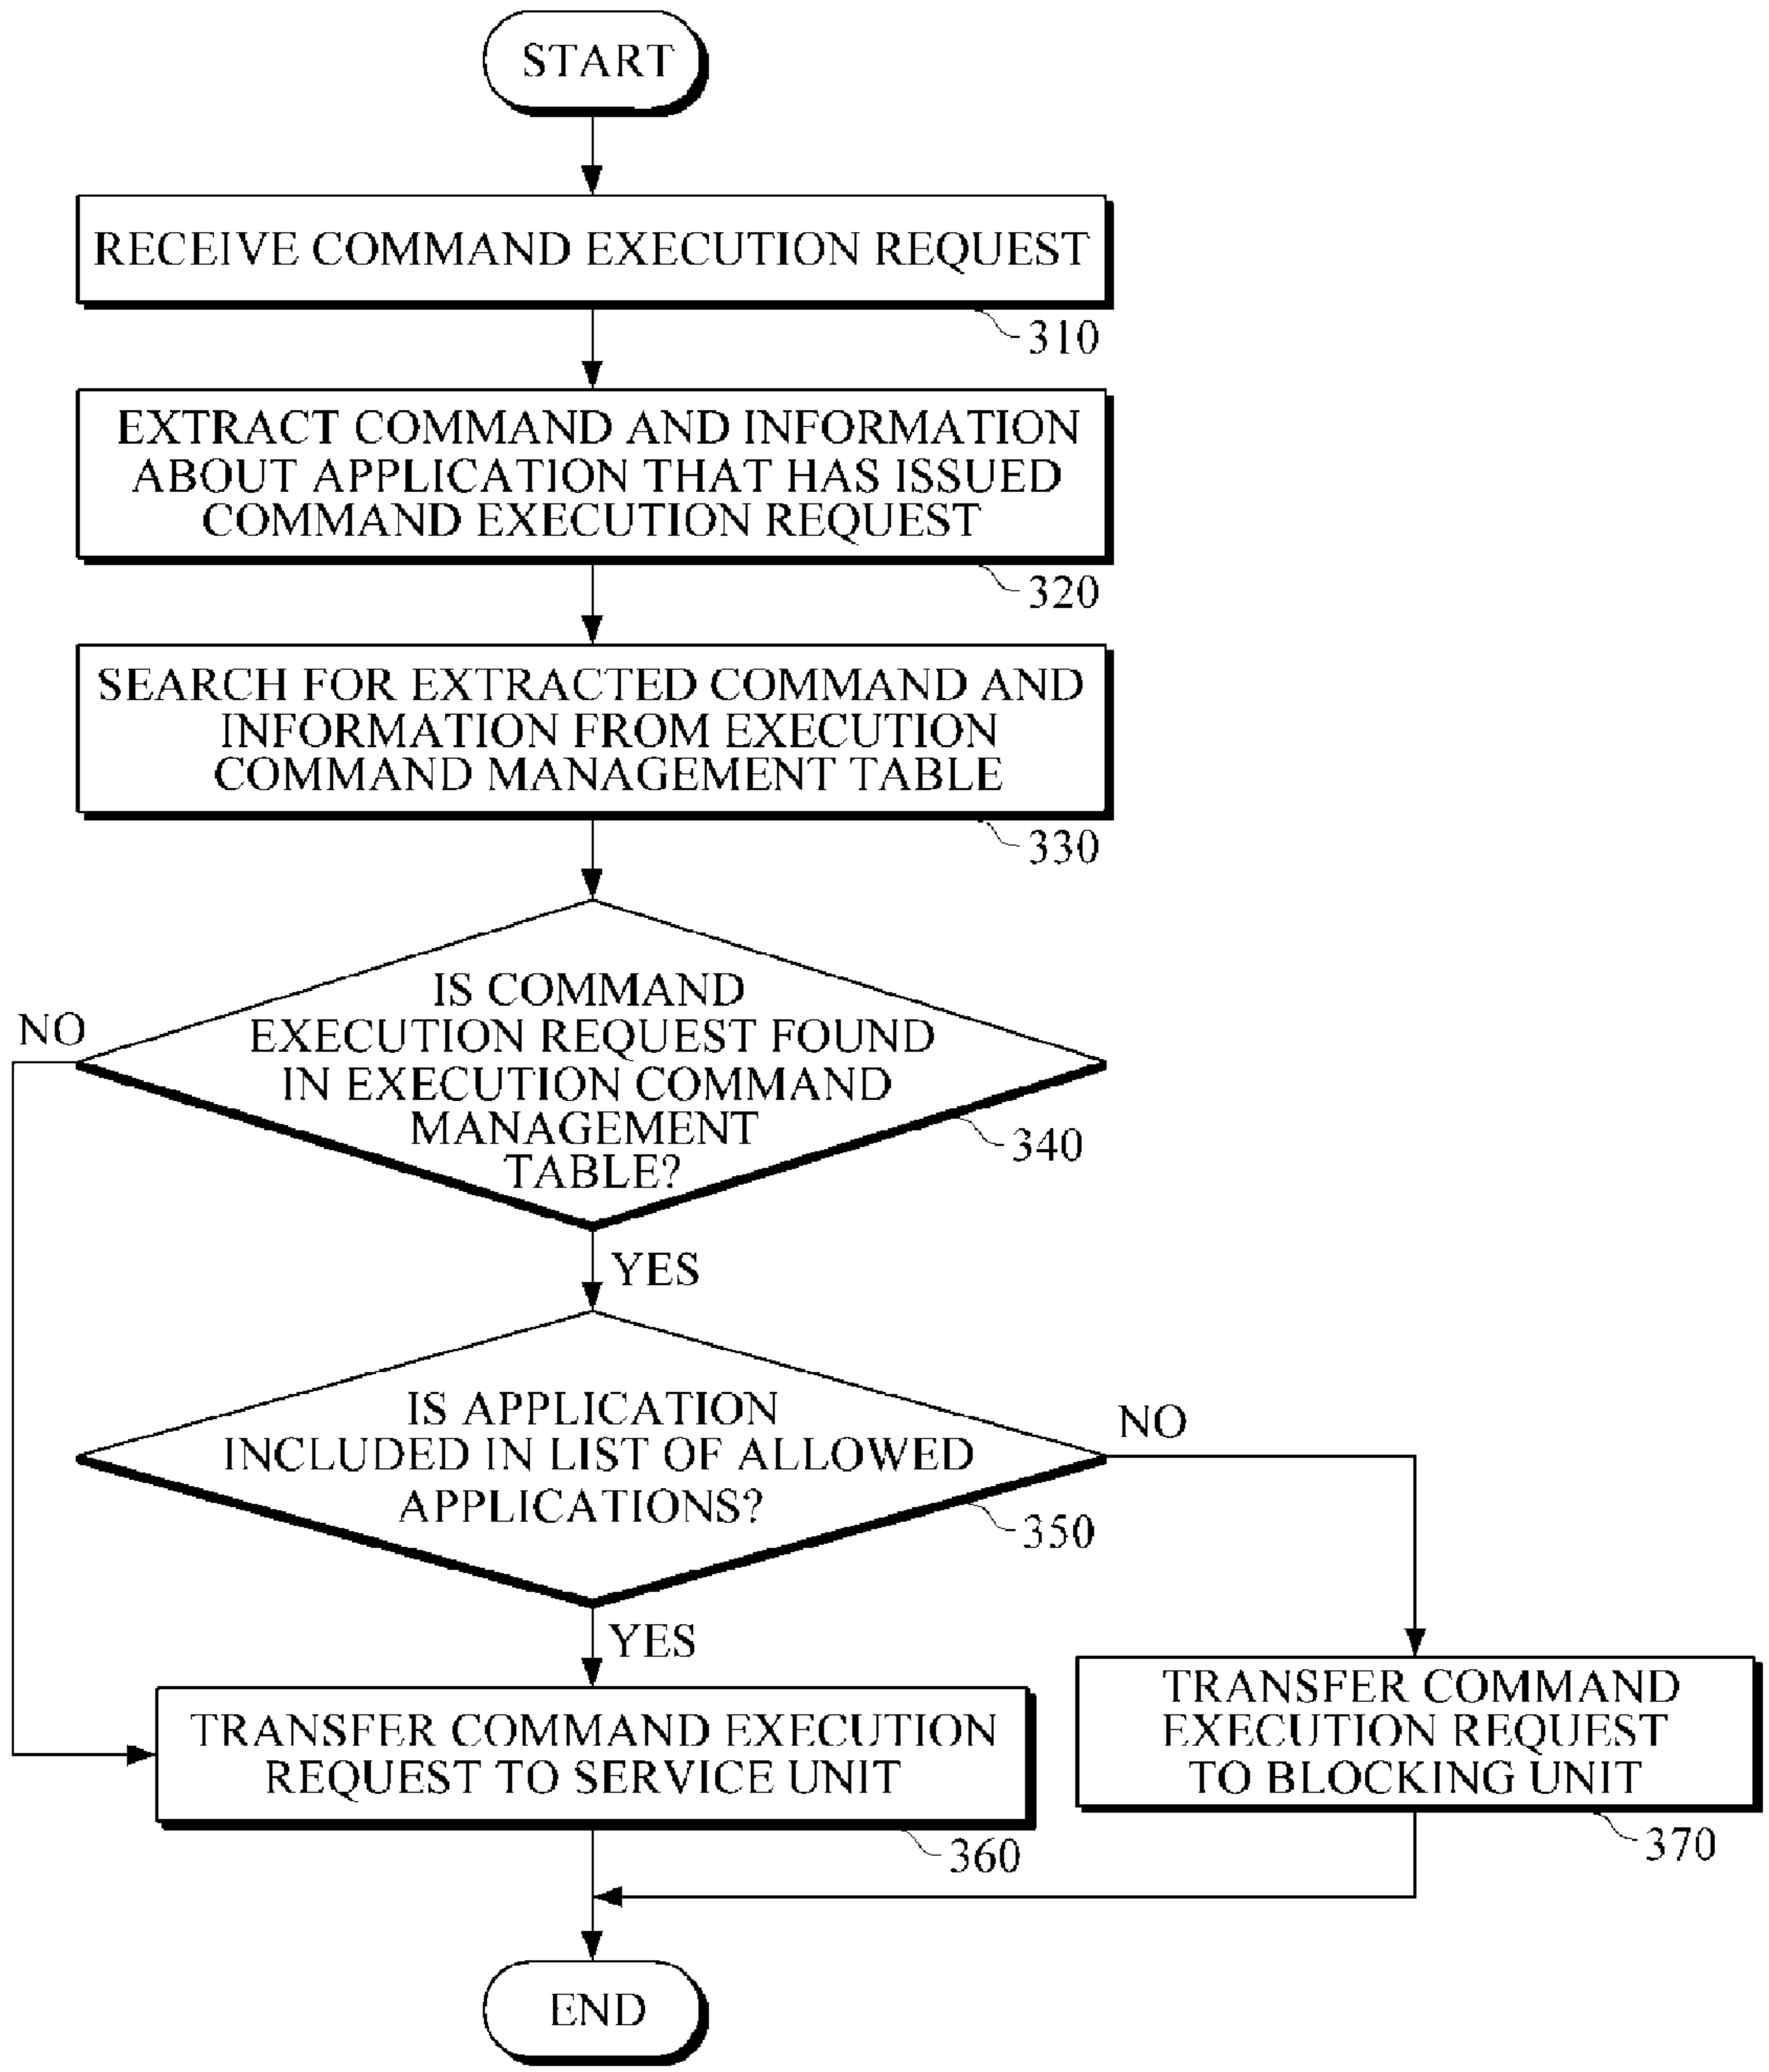 START
RECEIVE COMMAND EXECUTION REQUEST
310
EXTRACT COMMAND AND INFORMATION
ABOUT APPLICATION THAT HAS ISSUED
COMMAND EXECUTION REQUEST
320
SEARCH FOR EXTRACTED COMMAND AND
INFORMATION FROM EXECUTION
COMMAND MANAGEMENT TABLE
330
IS COMMAND
EXECUTION REQUEST FOUND
IN EXECUTION COMMAND
MANAGEMENT
TABLE?
NO
340
YES
IS APPLICATION
INCLUDED IN LIST OF ALLOWED
APPLICATIONS?
NO
350
YES
TRANSFER COMMAND EXECUTION
REQUEST TO SERVICE UNIT
360
TRANSFER COMMAND
EXECUTION REQUEST
TO BLOCKING UNIT
370
END